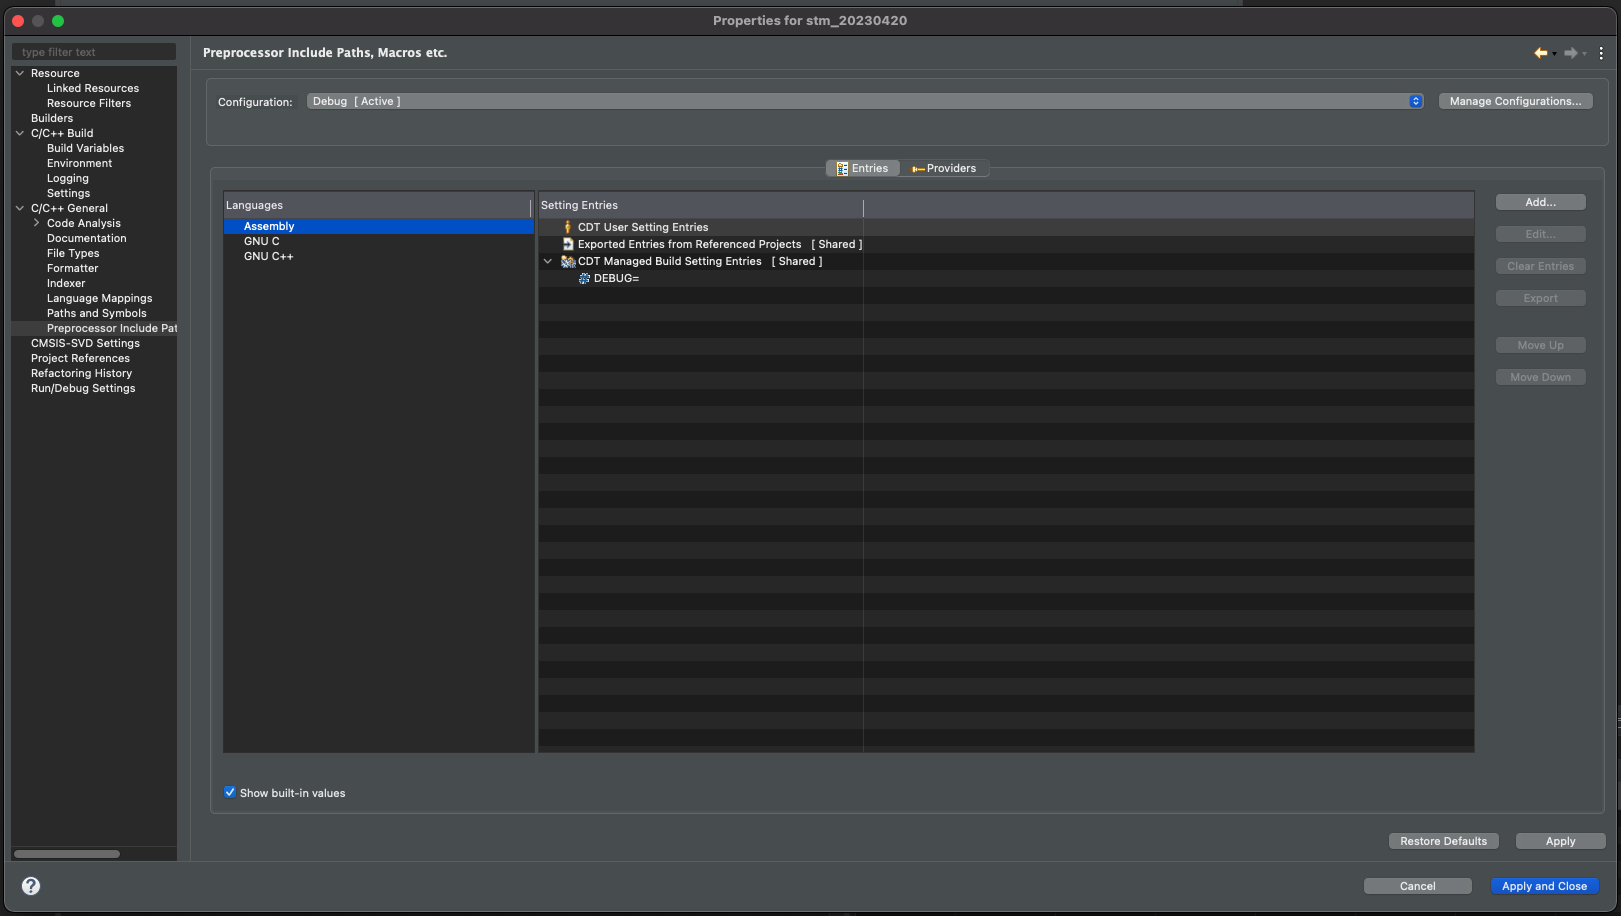 Properties for stm_20230420
type filter text
Resource
Linked Resources
Resource Filters
Builders
C/C++ Build
Build Variables
Environment
Logging
Settings
C/C++ General
Code Analysis
Documentation
File Types
Formatter
Indexer
Language Mappings
Paths and Symbols
Preprocessor Include Pat
CMSIS-SVD Settings
Project References
Refactoring History
Run/Debug Settings
Preprocessor Include Paths, Macros etc.
Configuration: Debug [ Active ] Manage Configurations...
Entries Providers
Languages
Assembly
GNU C
GNU C++
Setting Entries
CDT User Setting Entries
Exported Entries from Referenced Projects [ Shared ]
CDT Managed Build Setting Entries [ Shared ]
DEBUG=
Add...
Edit...
Clear Entries
Export
Move Up
Move Down
Show built-in values
Restore Defaults Apply
? Cancel Apply and Close